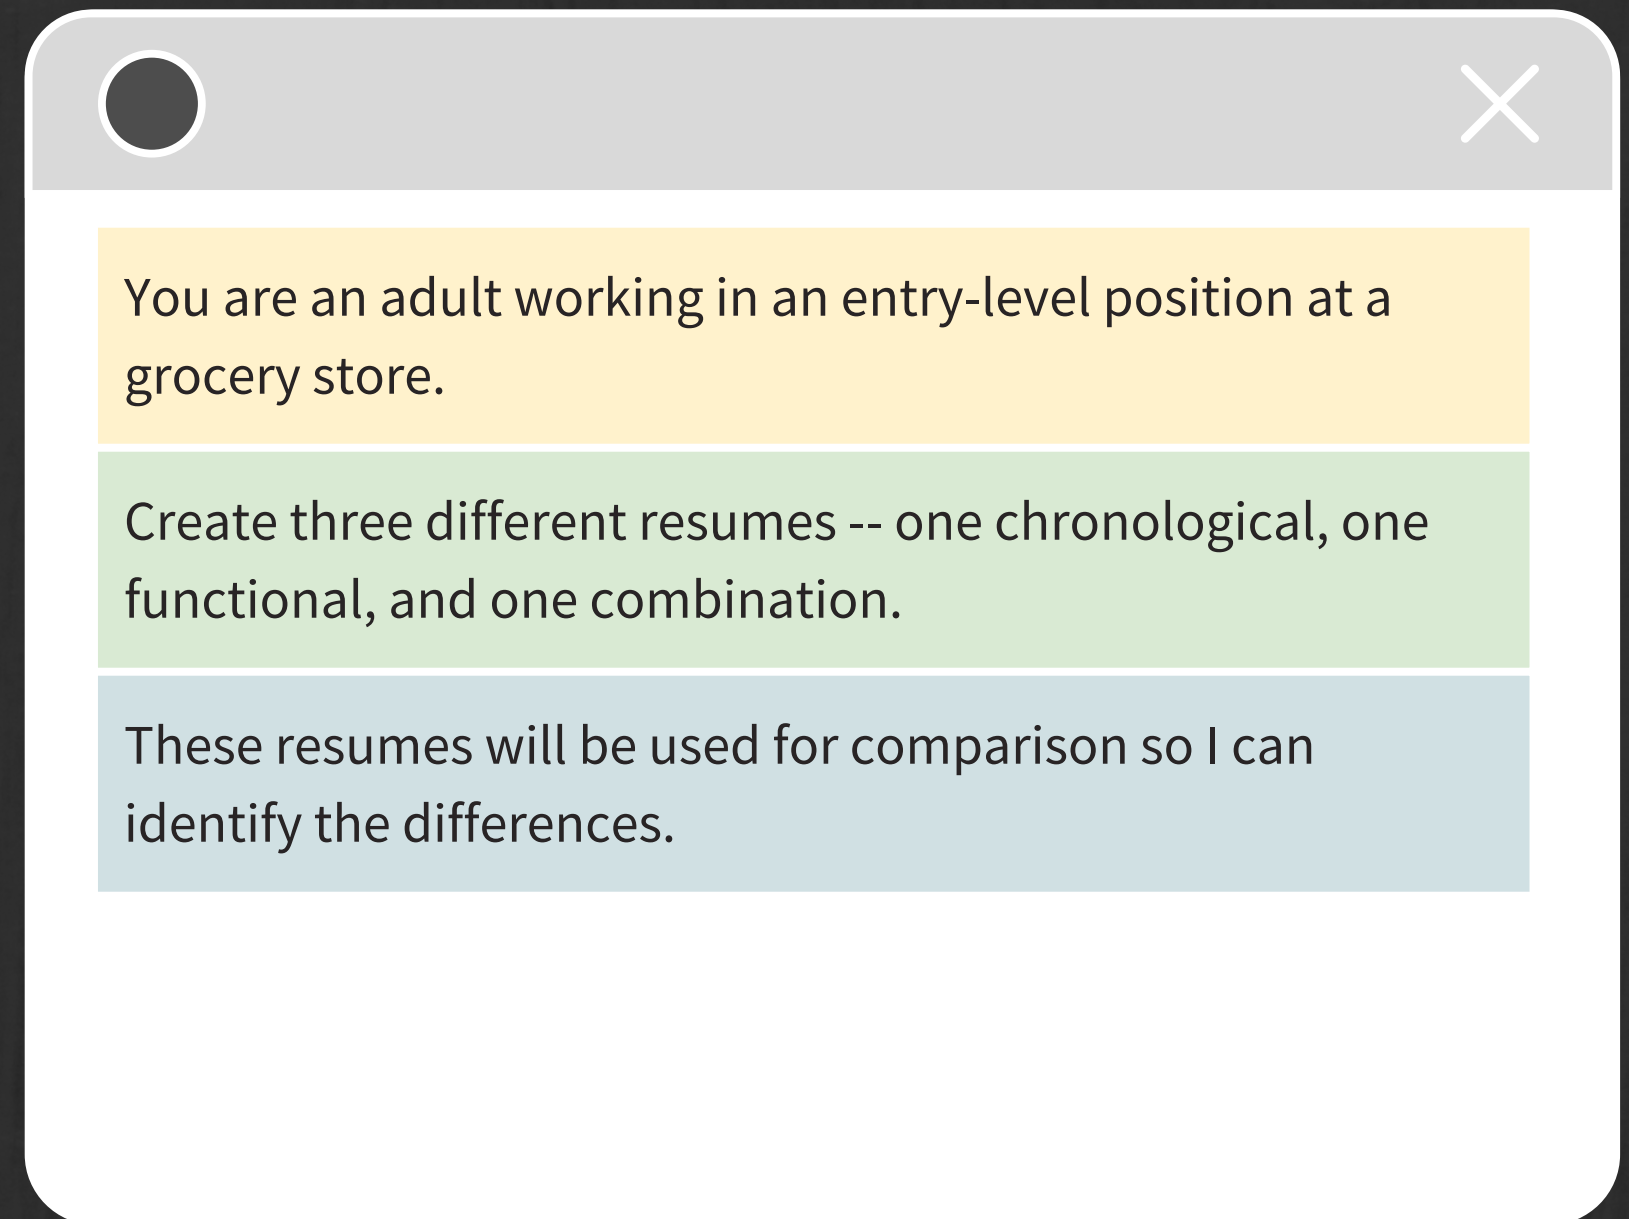 You are an adult working in an entry-level position at a
grocery store.
Create three different resumes -- one chronological, one
functional, and one combination.
These resumes will be used for comparison so I can
identify the differences.